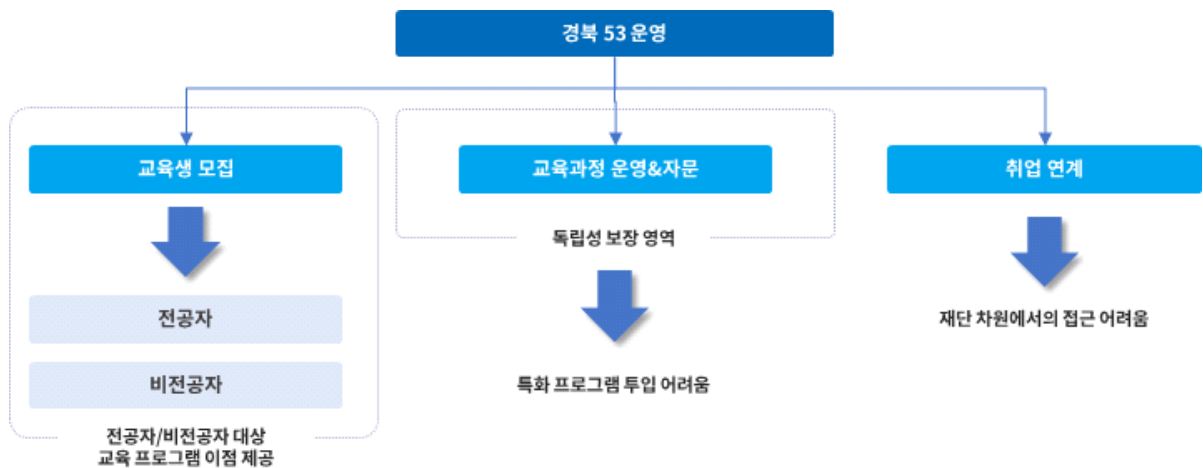 경북 53 운영
교육생 모집
교육과정 운영&자문
취업 연계
독립성 보장 영역
전공자
재단 차원에서의 접근 어려움
비전공자
특화 프로그램 투입 어려움
전공자/비전공자 대상
교육 프로그램 이점 제공